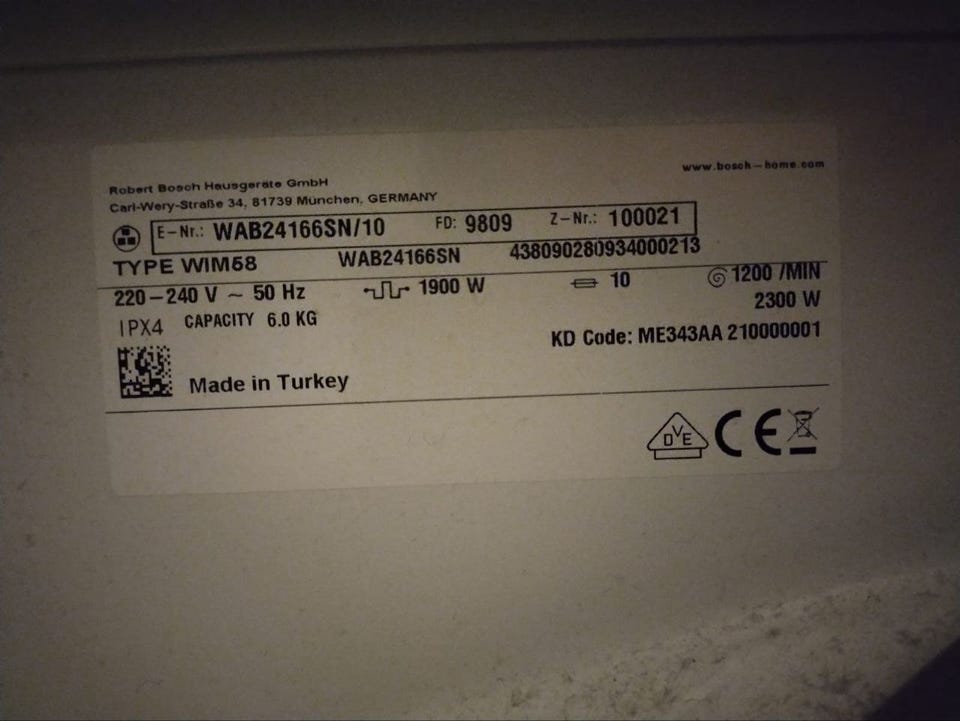 www.bosch-home.com
Robert Bosch Hausgeräte GmbH
Carl-Wery-Straße 34, 81739 München, GERMANY
E-Nr.: WAB24166SN/10 FD: 9809 Z-Nr.: 100021
TYPE WIM58 WAB24166SN 438090280934000213
220-240 V ~ 50 Hz 1900 W 10 1200 /MIN
2300 W
IPX4 CAPACITY 6.0 KG
KD Code: ME343AA 210000001
Made in Turkey
DVE CE